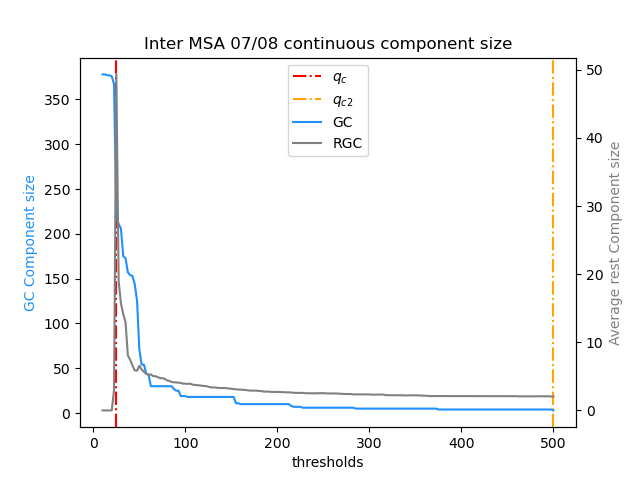 Inter MSA 07/08 continuous component size
q_c
q_c2
GC
RGC
GC Component size
350
300
250
200
150
100
50
0
50
40
30
20
10
0
Average rest Component size
0 100 200 300 400 500
thresholds